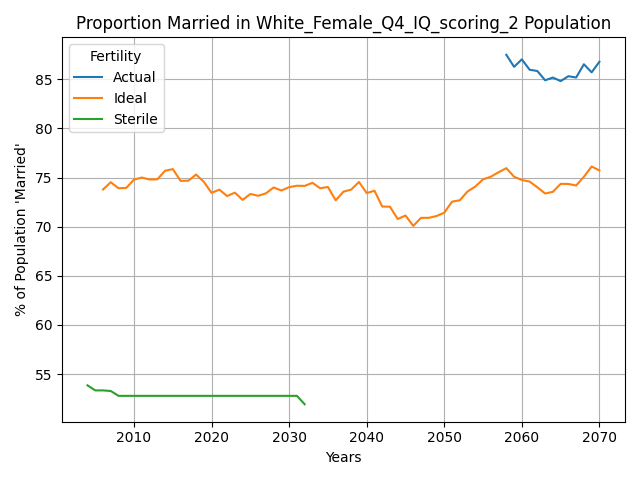 Proportion Married in White_Female_Q4_IQ_scoring_2 Population
Fertility
Actual
Ideal
Sterile
% of Population 'Married'
85
80
75
70
65
60
55
2010 2020 2030 2040 2050 2060 2070
Years